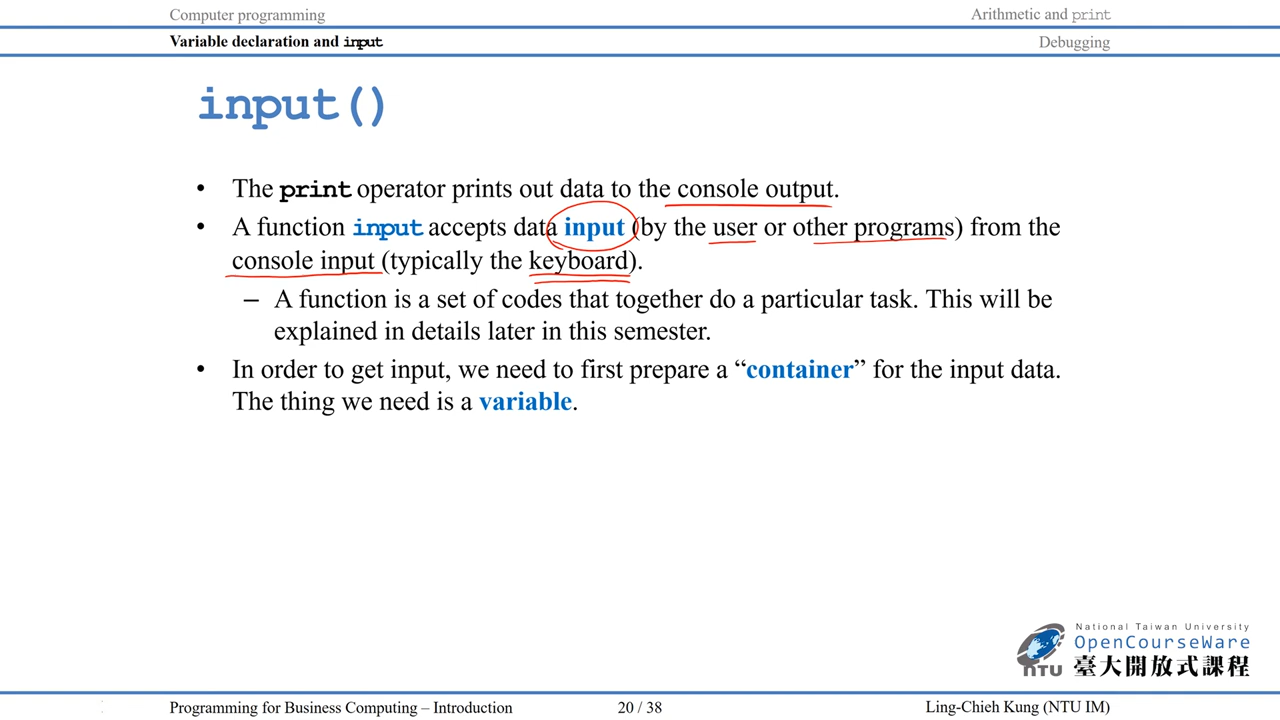 Computer programming
Arithmetic and print
Variable declaration and input
Debugging
input()
• The print operator prints out data to the console output.
• A function input accepts data input (by the user or other programs) from the
console input (typically the keyboard).
– A function is a set of codes that together do a particular task. This will be
explained in details later in this semester.
• In order to get input, we need to first prepare a “container” for the input data.
The thing we need is a variable.
National Taiwan University
OpenCourseWare
NTU 臺大開放式課程
Programming for Business Computing – Introduction
20 / 38
Ling-Chieh Kung (NTU IM)